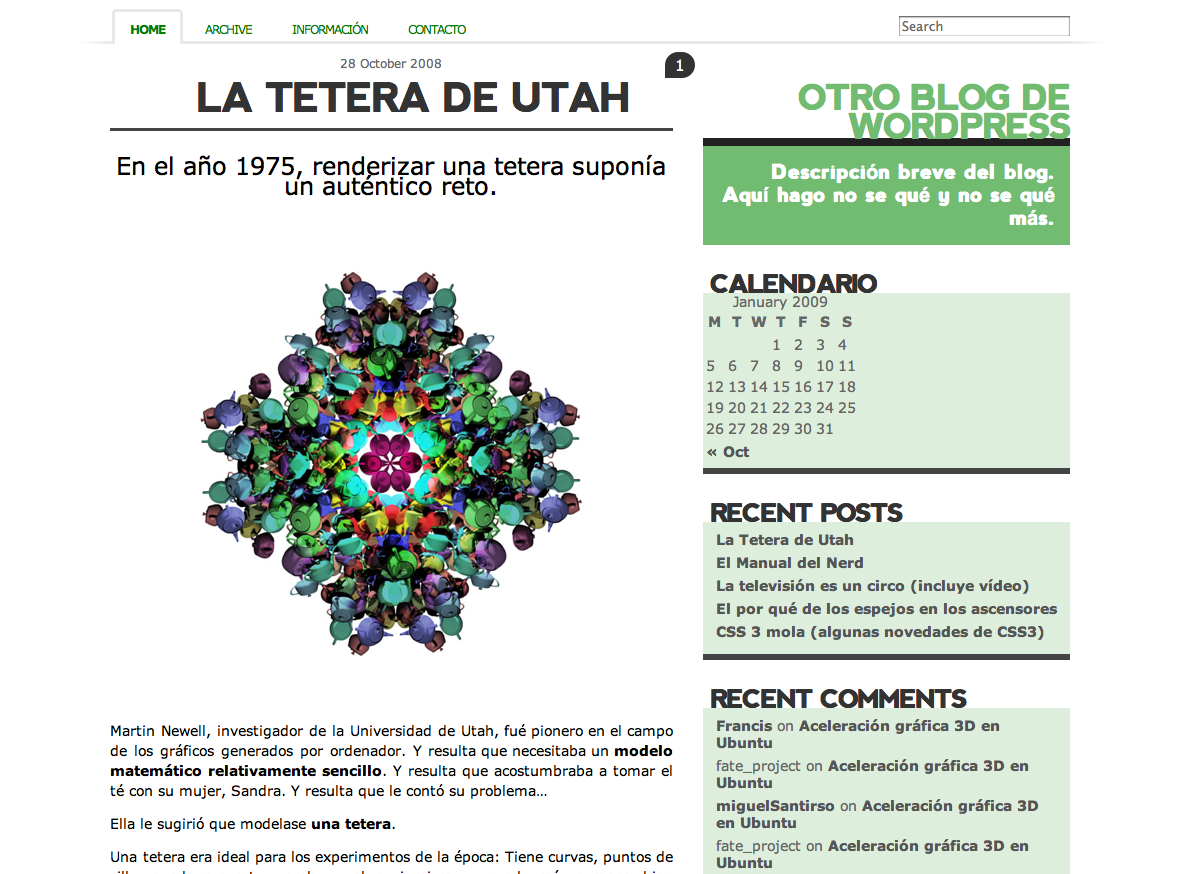 HOME
ARCHIVE
INFORMACIÓN
CONTACTO
Search
28 October 2008
1
LA TETERA DE UTAH
En el año 1975, renderizar una tetera suponía
un auténtico reto.
Martin Newell, investigador de la Universidad de Utah, fué pionero en el campo
de los gráficos generados por ordenador. Y resulta que necesitaba un modelo
matemático relativamente sencillo. Y resulta que acostumbraba a tomar el
té con su mujer, Sandra. Y resulta que le contó su problema...
Ella le sugirió que modelase una tetera.
Una tetera era ideal para los experimentos de la época: Tiene curvas, puntos de
OTRO BLOG DE
WORDPRESS
Descripción breve del blog.
Aquí hago no se qué y no se qué
más.
CALENDARIO
January 2009
M T W T F S S
1 2 3 4
5 6 7 8 9 10 11
12 13 14 15 16 17 18
19 20 21 22 23 24 25
26 27 28 29 30 31
« Oct
RECENT POSTS
La Tetera de Utah
El Manual del Nerd
La televisión es un circo (incluye vídeo)
El por qué de los espejos en los ascensores
CSS 3 mola (algunas novedades de CSS3)
RECENT COMMENTS
Francis on Aceleración gráfica 3D en
Ubuntu
fate_project on Aceleración gráfica 3D en
Ubuntu
miguelSantirso on Aceleración gráfica 3D
en Ubuntu
fate_project on Aceleración gráfica 3D en
Ubuntu